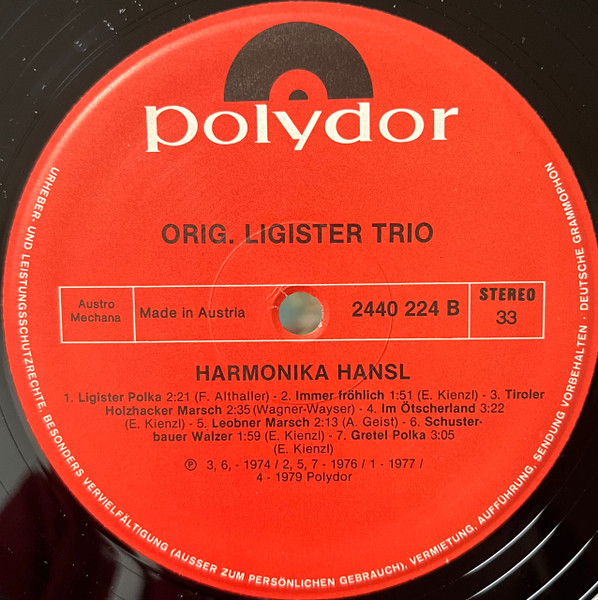 polydor
ORIG. LIGISTER TRIO
Austro
Mechana
Made in Austria
2440 224 B
STEREO
33
HARMONIKA HANSL
1. Ligister Polka 2:21 (F. Althaller) - 2. Immer fröhlich 1:51 (E. Kienzl) - 3. Tiroler
Holzhacker Marsch 2:35 (Wagner-Wayser) - 4. Im Ötscherland 3:22
(E. Kienzl) - 5. Leobner Marsch 2:13 (A. Geist) - 6. Schuster-
bauer Walzer 1:59 (E. Kienzl) - 7. Gretel Polka 3:05
(E. Kienzl)
Ⓟ 3, 6, - 1974 / 2, 5, 7 - 1976 / 1 - 1977 /
4 - 1979 Polydor
URHEBER- UND LEISTUNGSSCHUTZRECHTE, BESONDERS VERVIELFÄLTIGUNG (AUSSER ZUM PERSÖNLICHEN GEBRAUCH), VERMIETUNG, AUFFÜHRUNG, SENDUNG VORBEHALTEN · DEUTSCHE GRAMMOPHON